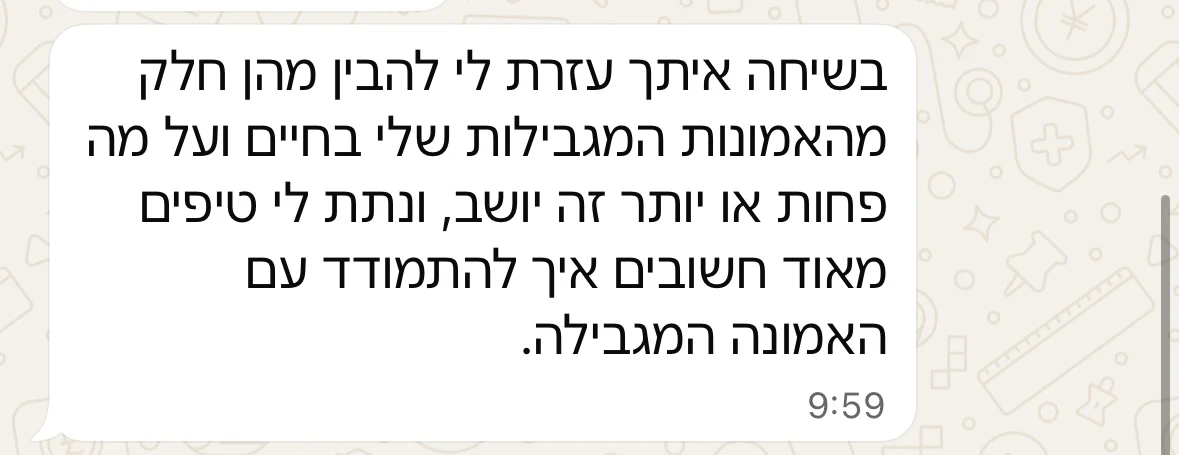 בשיחה איתך עזרת לי להבין מהן חלק
מהאמונות המגבילות שלי בחיים ועל מה
פחות או יותר זה יושב, ונתת לי טיפים
מאוד חשובים איך להתמודד עם
האמונה המגבילה.
9:59